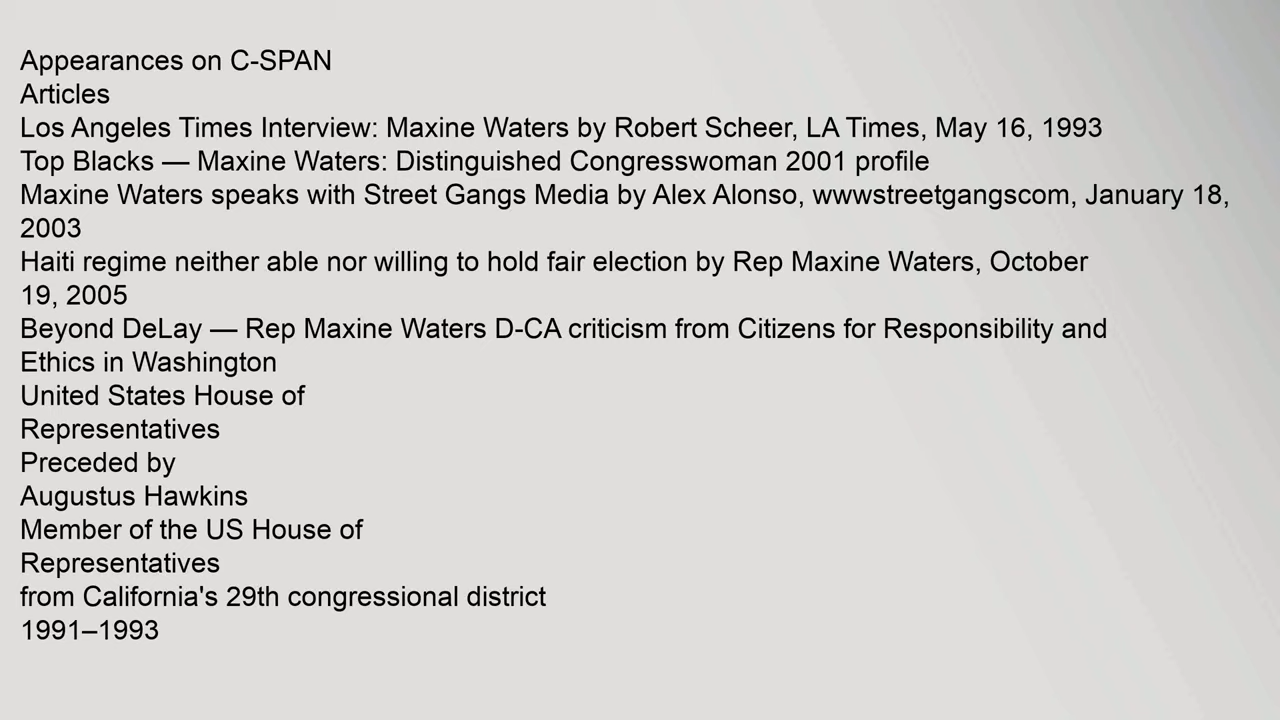 Appearances on C-SPAN
Articles
Los Angeles Times Interview: Maxine Waters by Robert Scheer, LA Times, May 16, 1993
Top Blacks — Maxine Waters: Distinguished Congresswoman 2001 profile
Maxine Waters speaks with Street Gangs Media by Alex Alonso, wwwstreetgangscom, January 18,
2003
Haiti regime neither able nor willing to hold fair election by Rep Maxine Waters, October
19, 2005
Beyond DeLay — Rep Maxine Waters D-CA criticism from Citizens for Responsibility and
Ethics in Washington
United States House of
Representatives
Preceded by
Augustus Hawkins
Member of the US House of
Representatives
from California's 29th congressional district
1991–1993